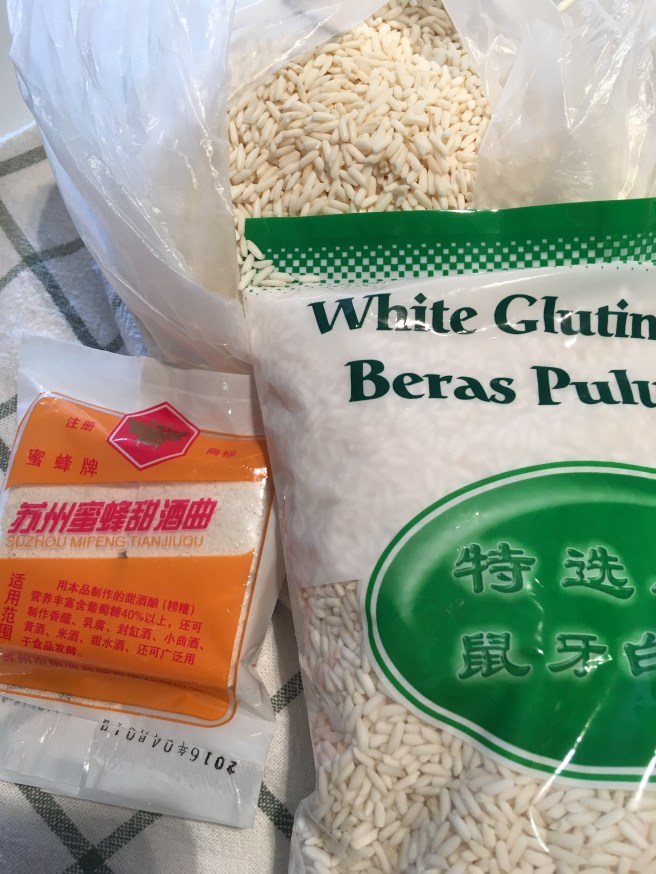 White Glutin
Beras Pulu
特选
鼠牙白
注册
商标
蜜蜂牌
苏州蜜蜂甜酒曲
SUZHOU MIFENG TIANJIUQU
适用范围
用本品制作的甜酒酿(醪糟)
营养丰富含葡萄糖40%以上，还可
制作香醋、乳腐、封缸酒、小曲酒、
黄酒、米酒、甜水酒、还可广泛用
于食品发酵。
2016年04月01日